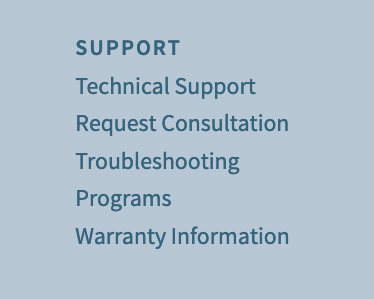 SUPPORT
Technical Support
Request Consultation
Troubleshooting
Programs
Warranty Information